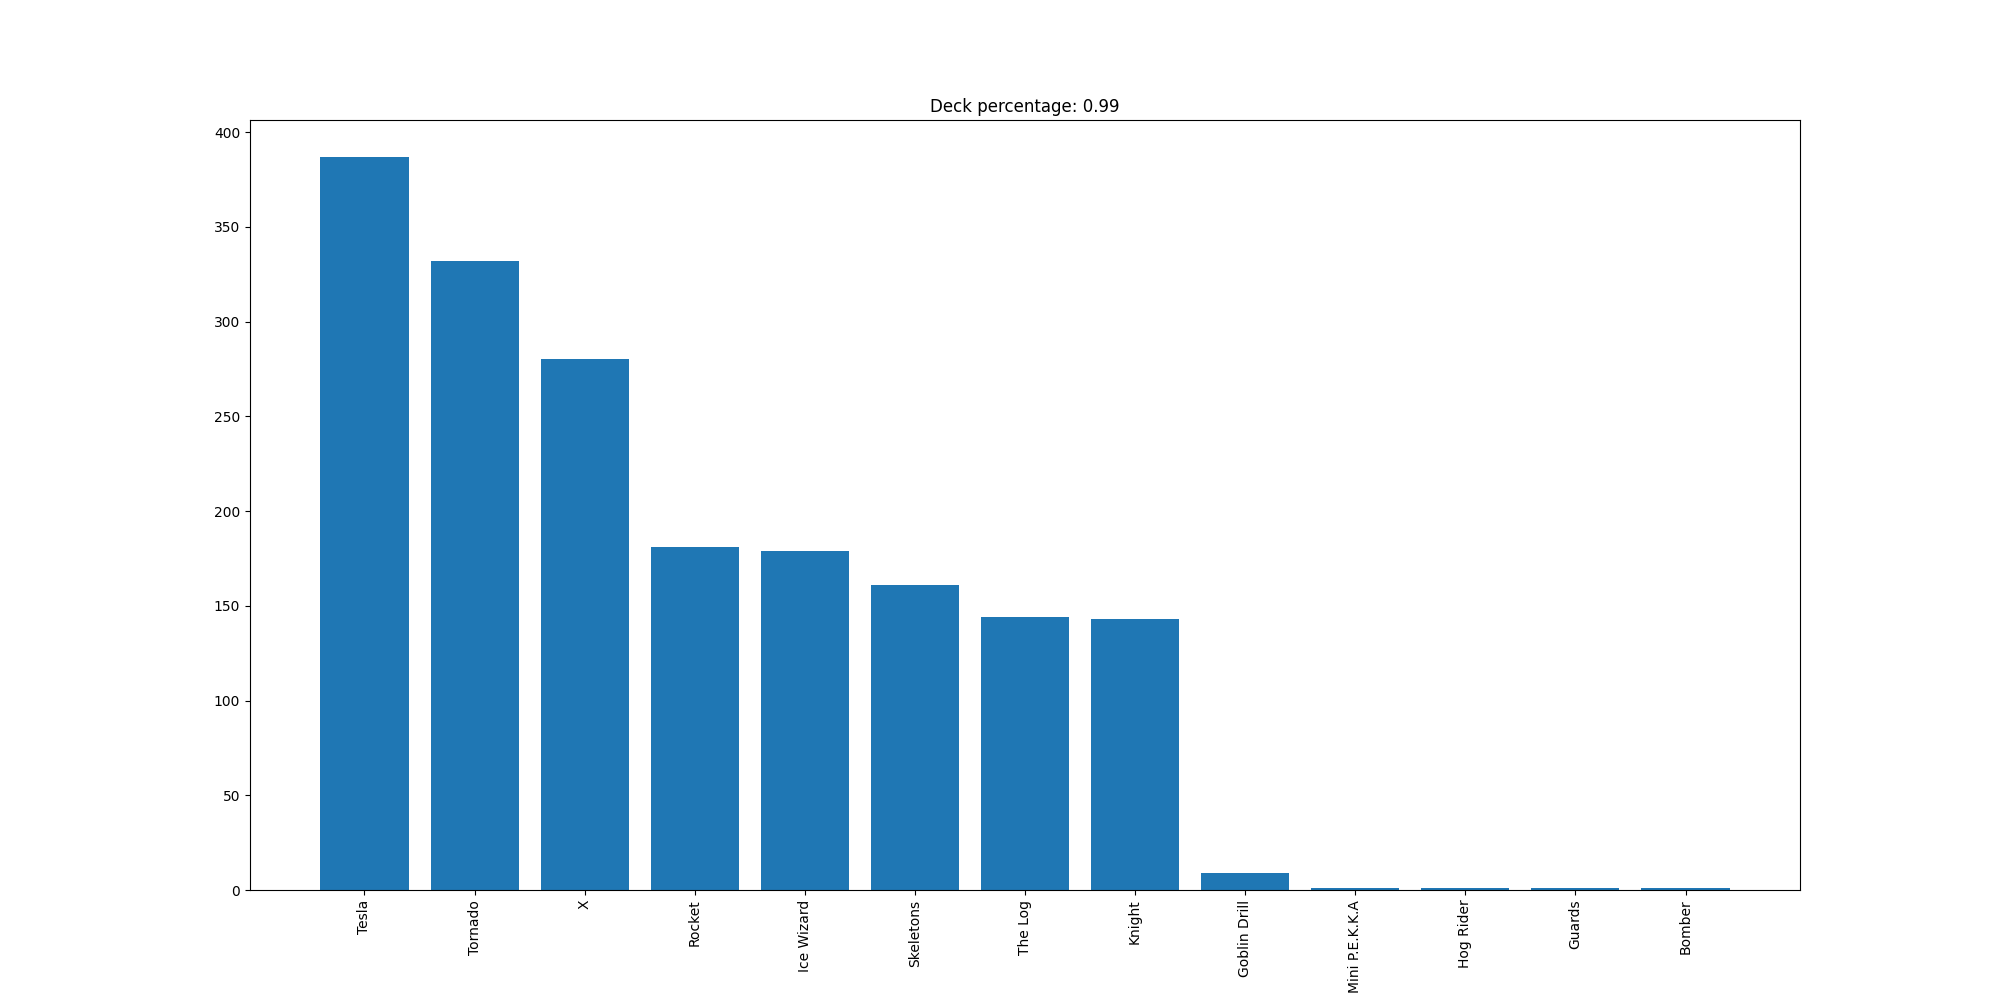 Deck percentage: 0.99
400
350
300
250
200
150
100
50
0
Tesla
Tornado
X
Rocket
Ice Wizard
Skeletons
The Log
Knight
Goblin Drill
Mini P.E.K.K.A
Hog Rider
Guards
Bomber